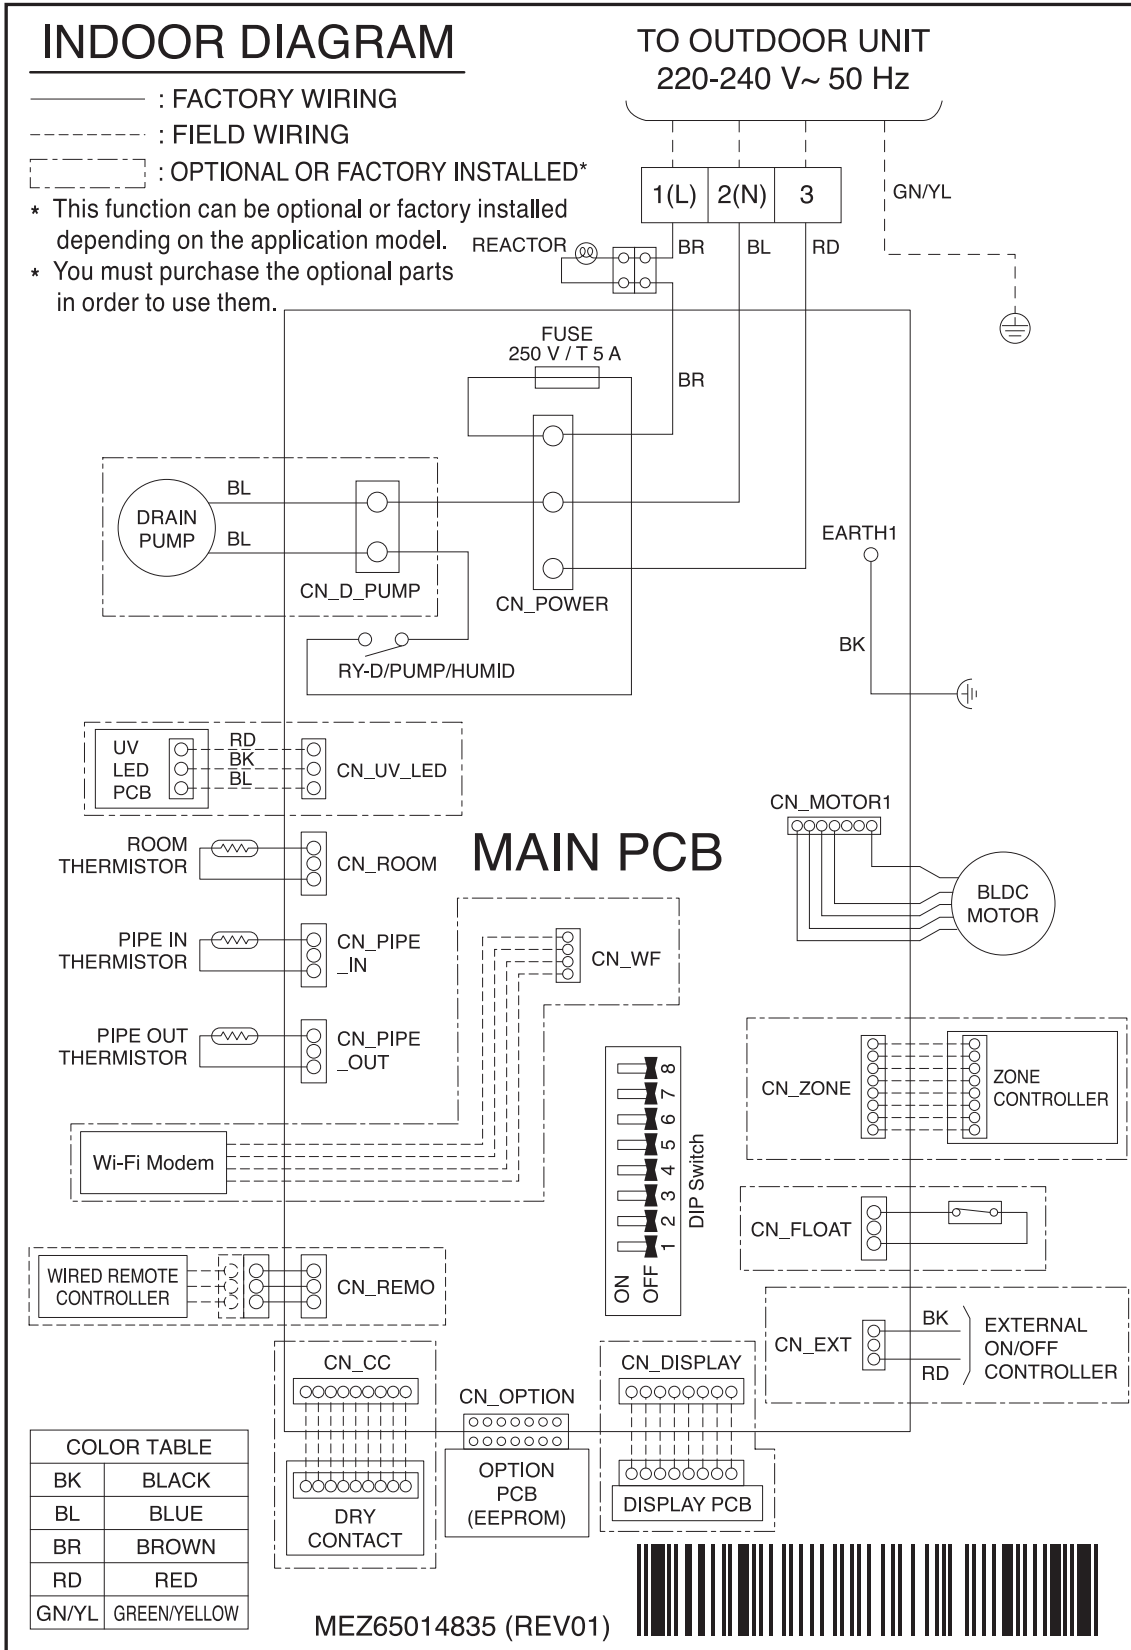 INDOOR DIAGRAM
: FACTORY WIRING
: FIELD WIRING
: OPTIONAL OR FACTORY INSTALLED*
* This function can be optional or factory installed
depending on the application model.
* You must purchase the optional parts
in order to use them.
TO OUTDOOR UNIT
220-240 V~ 50 Hz
1(L) 2(N) 3
GN/YL
REACTOR
BR BL RD
FUSE
250 V / T 5 A
BR
DRAIN
PUMP
BL
BL
CN_D_PUMP
CN_POWER
RY-D/PUMP/HUMID
EARTH1
BK
UV
LED
PCB
RD
BK
BL
CN_UV_LED
MAIN PCB
CN_MOTOR1
BLDC
MOTOR
ROOM
THERMISTOR
CN_ROOM
PIPE IN
THERMISTOR
CN_PIPE
_IN
CN_WF
PIPE OUT
THERMISTOR
CN_PIPE
_OUT
Wi-Fi Modem
1 2 3 4 5 6 7 8
ON
OFF
DIP Switch
CN_ZONE
ZONE
CONTROLLER
CN_FLOAT
WIRED REMOTE
CONTROLLER
CN_REMO
CN_EXT
BK
RD
EXTERNAL
ON/OFF
CONTROLLER
CN_CC
DRY
CONTACT
CN_OPTION
OPTION
PCB
(EEPROM)
CN_DISPLAY
DISPLAY PCB
COLOR TABLE
BK BLACK
BL BLUE
BR BROWN
RD RED
GN/YL GREEN/YELLOW
MEZ65014835 (REV01)